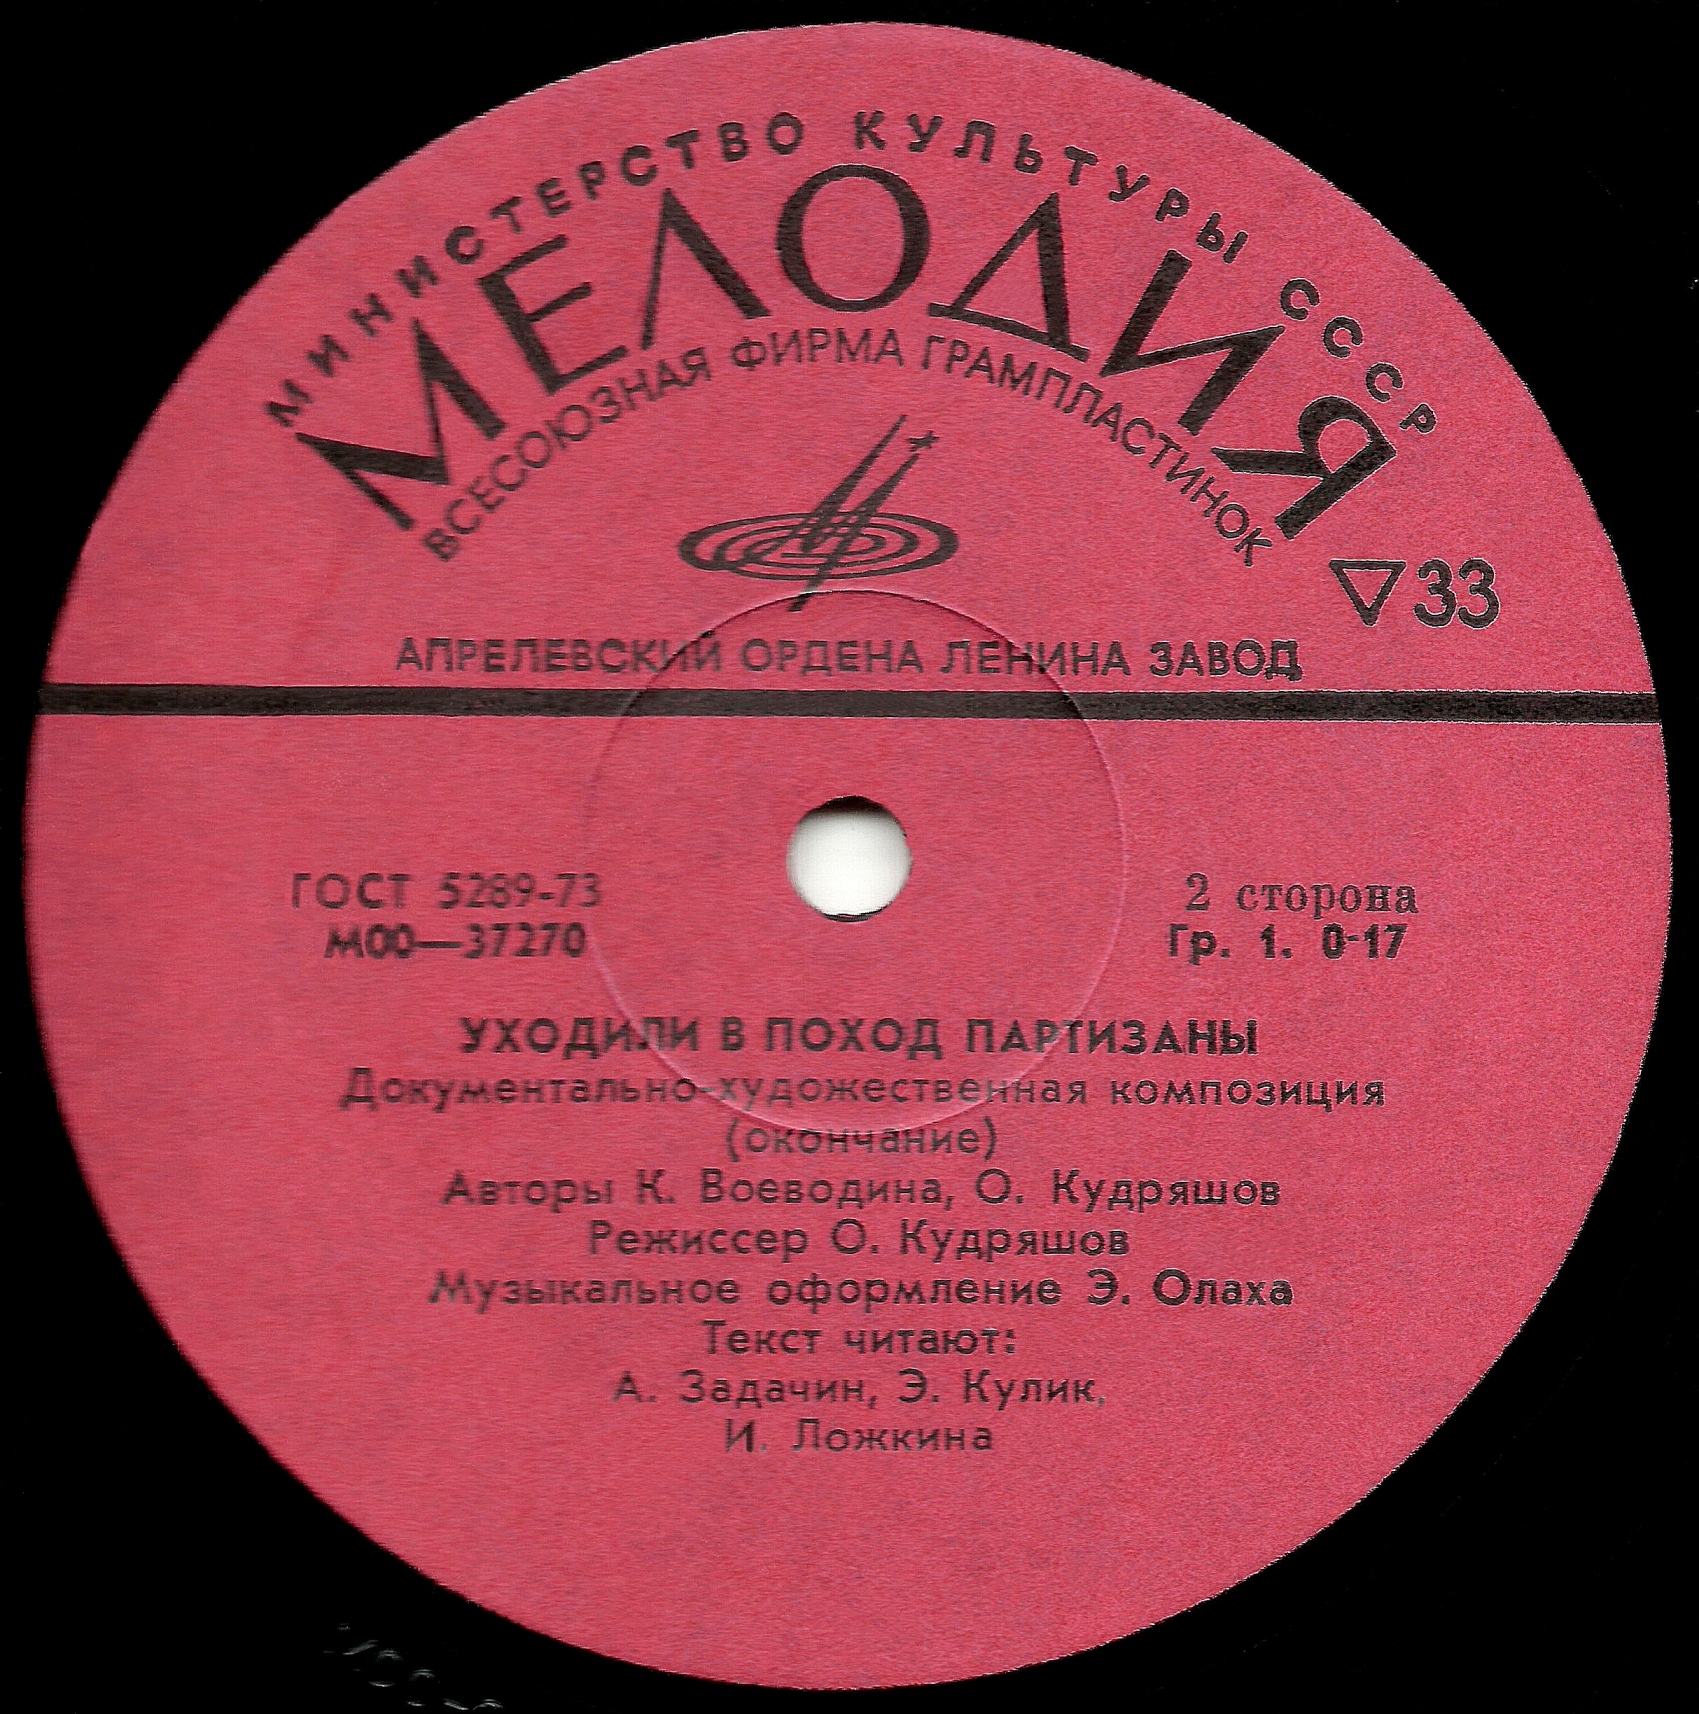 МИНИСТЕРСТВО КУЛЬТУРЫ СССР
МЕЛОДИЯ
ВСЕСОЮЗНАЯ ФИРМА ГРАМПЛАСТИНОК
▽33
АПРЕЛЕВСКИЙ ОРДЕНА ЛЕНИНА ЗАВОД
ГОСТ 5289-73
2 сторона
М00—37270
Гр. 1. 0-17
УХОДИЛИ В ПОХОД ПАРТИЗАНЫ
Документально-художественная композиция
(окончание)
Авторы К. Воеводина, О. Кудряшов
Режиссер О. Кудряшов
Музыкальное оформление Э. Олаха
Текст читают:
А. Задачин, Э. Кулик,
И. Ложкина